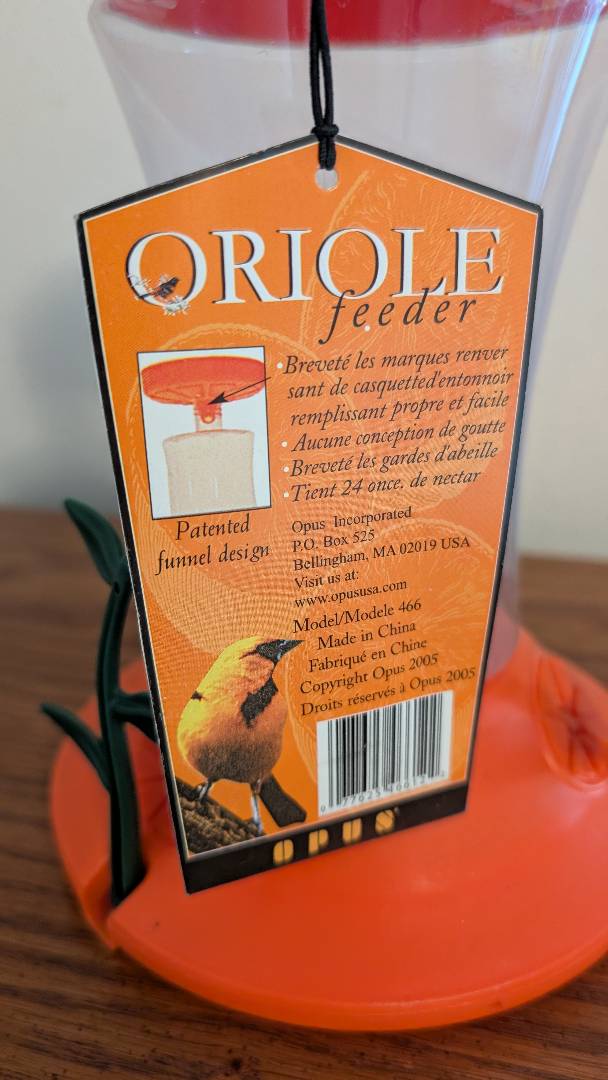 ORIOLE
feeder
•Breveté les marques renver
sant de casquetted'entonnoir
remplissant propre et facile
• Aucune conception de goutte
•Breveté les gardes d'abeille
•Tient 24 once. de nectar
Patented
funnel design
Opus Incorporated
P.O. Box 525
Bellingham, MA 02019 USA
Visit us at:
www.opususa.com
Model/Modele 466
Made in China
Fabriqué en Chine
Copyright Opus 2005
Droits réservés à Opus 2005
OPUS